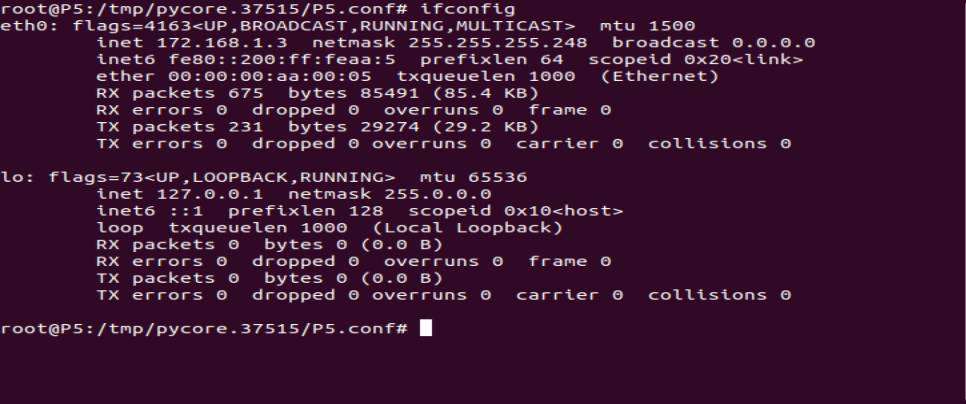 root@P5:/tmp/pycore.37515/P5.conf# ifconfig
eth0: flags=4163<UP,BROADCAST,RUNNING,MULTICAST>  mtu 1500
        inet 172.168.1.3  netmask 255.255.255.248  broadcast 0.0.0.0
        inet6 fe80::200:ff:feaa:5  prefixlen 64  scopeid 0x20<link>
        ether 00:00:00:aa:00:05  txqueuelen 1000  (Ethernet)
        RX packets 675  bytes 85491 (85.4 KB)
        RX errors 0  dropped 0  overruns 0  frame 0
        TX packets 231  bytes 29274 (29.2 KB)
        TX errors 0  dropped 0 overruns 0  carrier 0  collisions 0

lo: flags=73<UP,LOOPBACK,RUNNING>  mtu 65536
        inet 127.0.0.1  netmask 255.0.0.0
        inet6 ::1  prefixlen 128  scopeid 0x10<host>
        loop  txqueuelen 1000  (Local Loopback)
        RX packets 0  bytes 0 (0.0 B)
        RX errors 0  dropped 0  overruns 0  frame 0
        TX packets 0  bytes 0 (0.0 B)
        TX errors 0  dropped 0 overruns 0  carrier 0  collisions 0

root@P5:/tmp/pycore.37515/P5.conf#